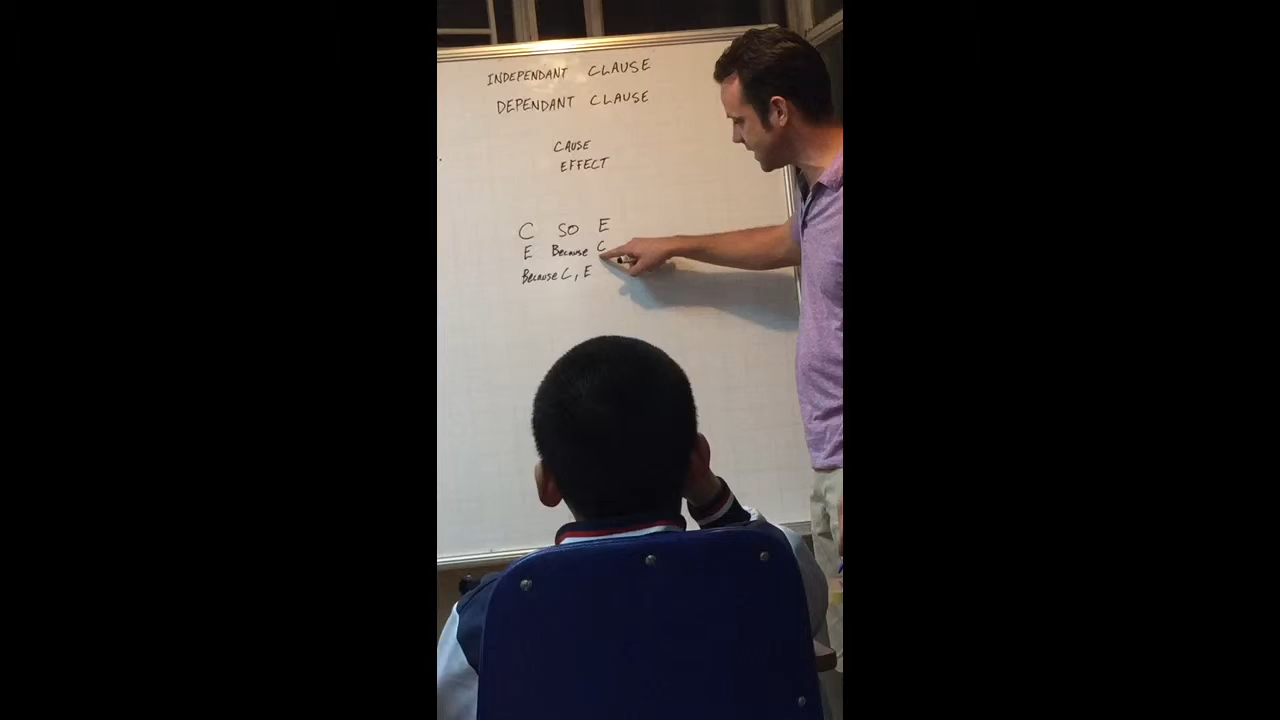 INDEPENDANT CLAUSE
DEPENDANT CLAUSE
CAUSE
EFFECT
C SO E
E Because C
Because C, E